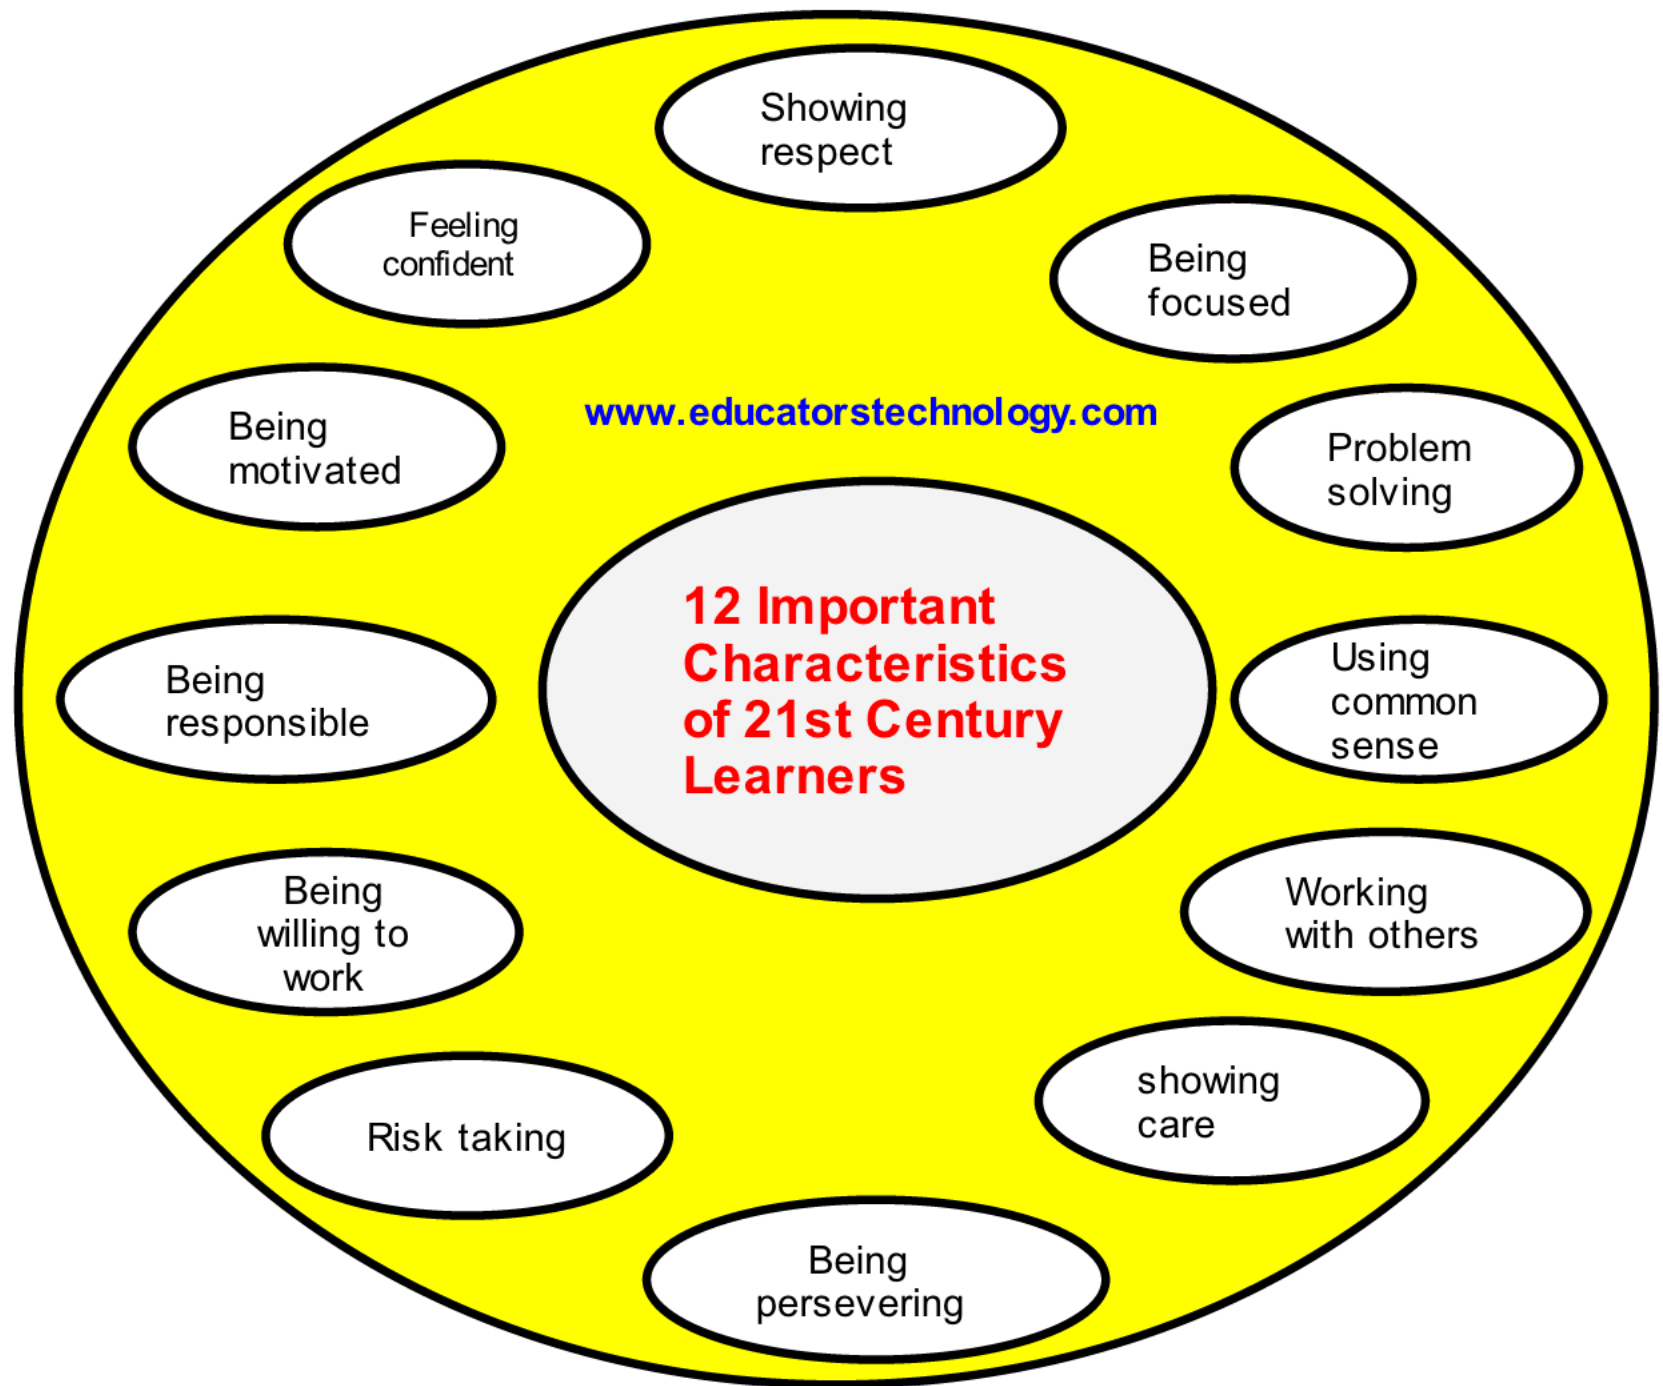 Showing
respect
Feeling
confident
Being
focused
Being
motivated
www.educatorstechnology.com
Problem
solving
12 Important
Characteristics
of 21st Century
Learners
Being
responsible
Using
common
sense
Being
willing to
work
Working
with others
Risk taking
showing
care
Being
persevering